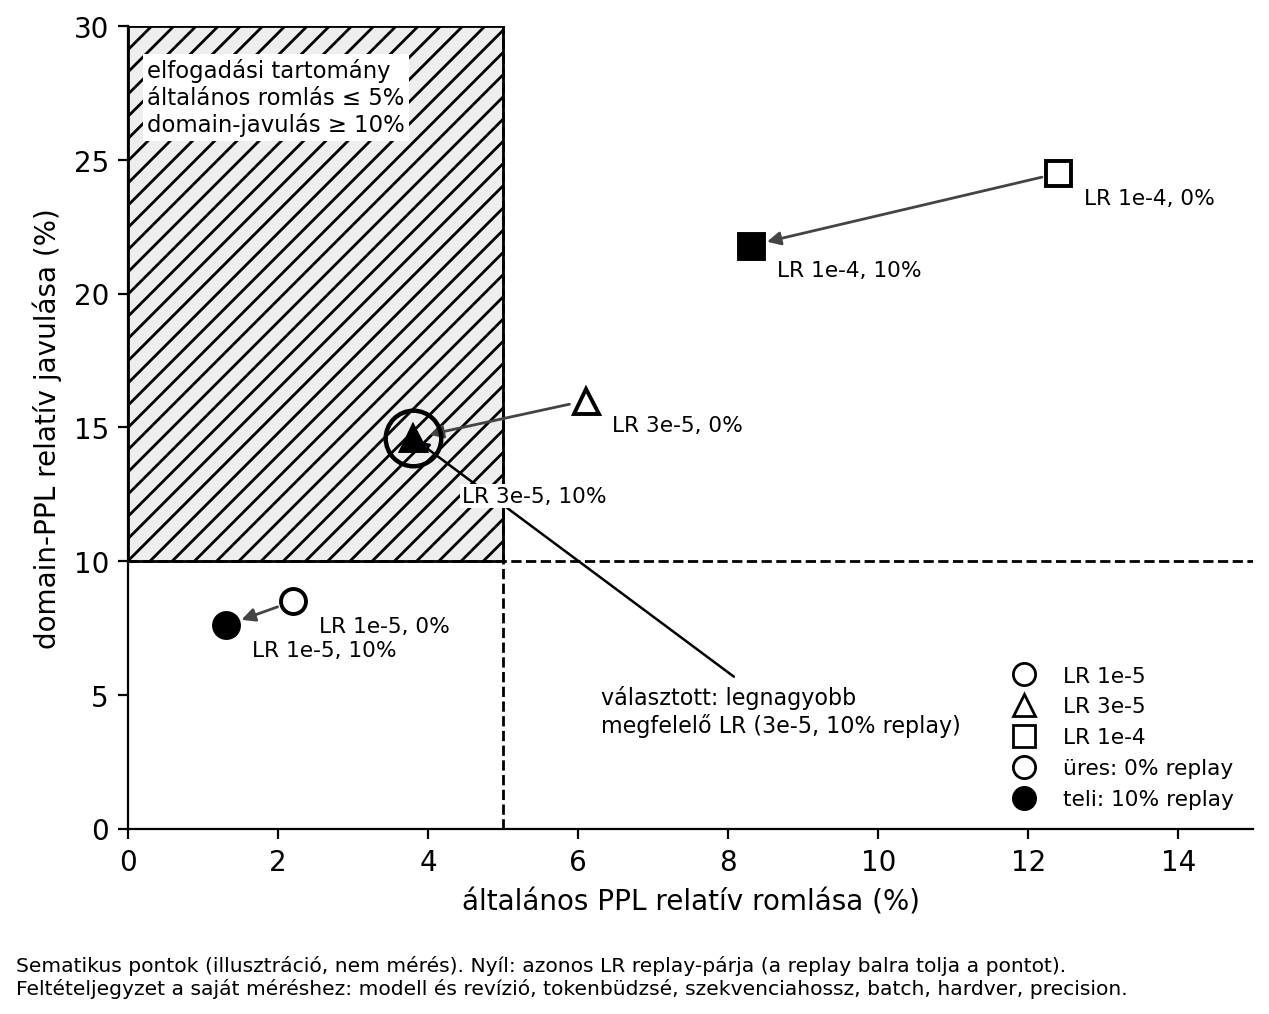 30
25
20
15
10
5
0
domain-PPL relatív javulása (%)
elfogadási tartomány
általános romlás ≤ 5%
domain-javulás ≥ 10%
LR 1e-4, 0%
LR 1e-4, 10%
LR 3e-5, 0%
LR 3e-5, 10%
LR 1e-5, 0%
LR 1e-5, 10%
választott: legnagyobb
megfelelő LR (3e-5, 10% replay)
LR 1e-5
LR 3e-5
LR 1e-4
üres: 0% replay
teli: 10% replay
0 2 4 6 8 10 12 14
általános PPL relatív romlása (%)
Sematikus pontok (illusztráció, nem mérés). Nyíl: azonos LR replay-párja (a replay balra tolja a pontot).
Feltételjegyzet a saját méréshez: modell és revízió, tokenbüdzsé, szekvenciahossz, batch, hardver, precision.